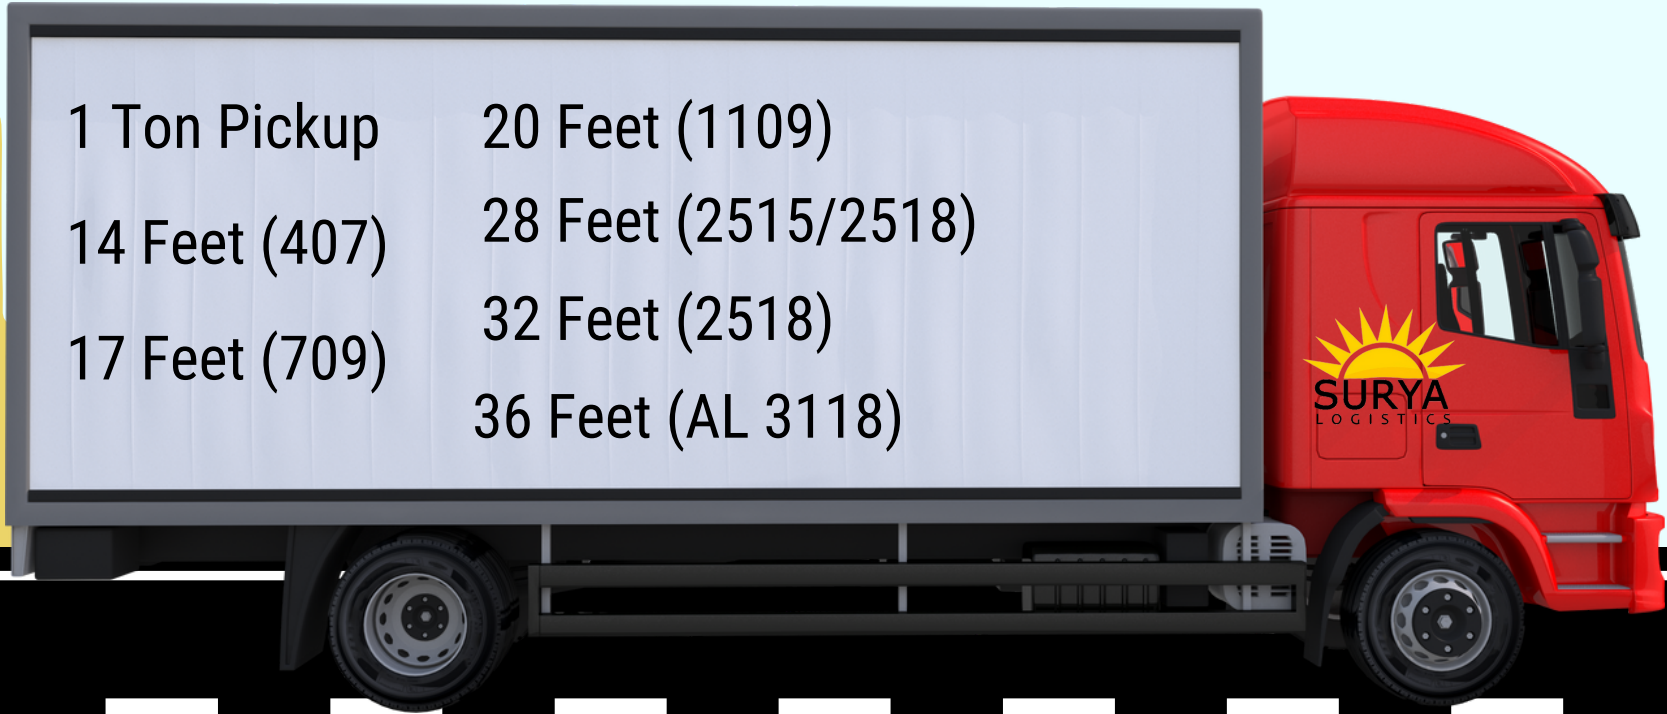 1 Ton Pickup
14 Feet (407)
17 Feet (709)
20 Feet (1109)
28 Feet (2515/2518)
32 Feet (2518)
36 Feet (AL 3118)
SURYA
LOGISTICS